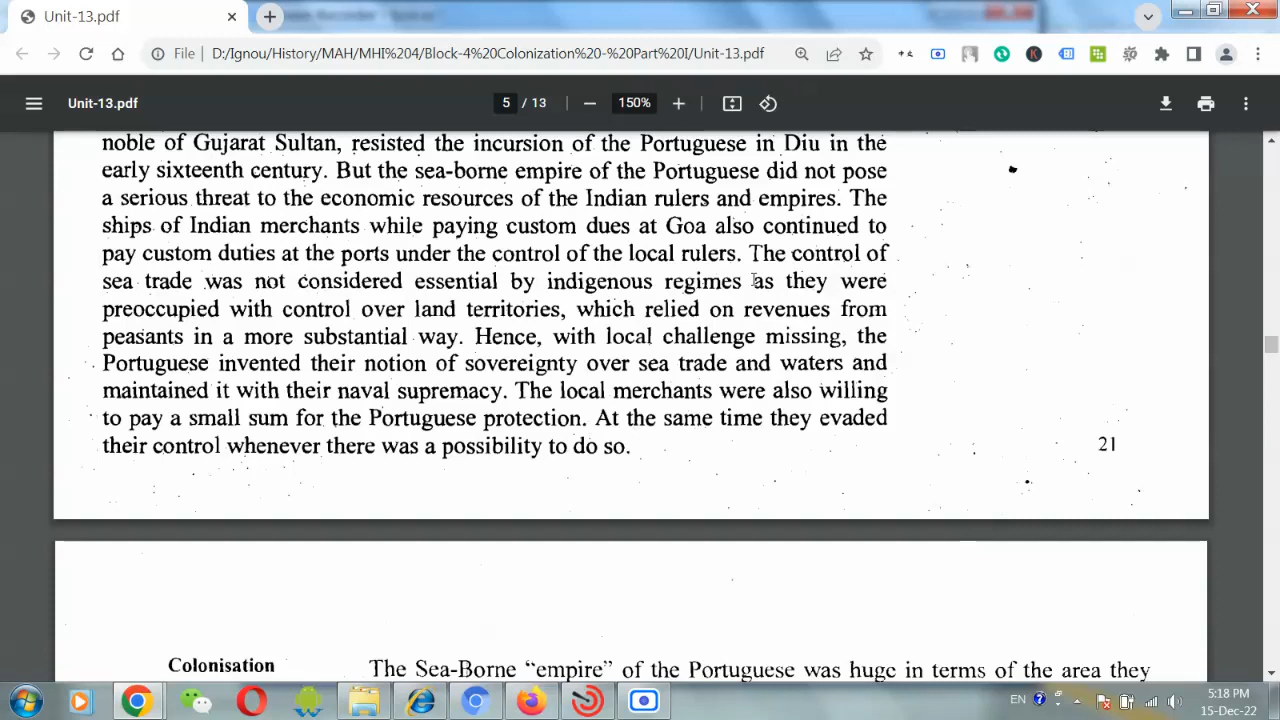 Unit-13.pdf
File
D:/Ignou/History/MAH/MHI%204/Block-4%20Colonization%20-%20Part%20I/Unit-13.pdf
Unit-13.pdf
5 / 13
150%
noble of Gujarat Sultan, resisted the incursion of the Portuguese in Diu in the
early sixteenth century. But the sea-borne empire of the Portuguese did not pose
a serious threat to the economic resources of the Indian rulers and empires. The
ships of Indian merchants while paying custom dues at Goa also continued to
pay custom duties at the ports under the control of the local rulers. The control of
sea trade was not considered essential by indigenous regimes as they were
preoccupied with control over land territories, which relied on revenues from
peasants in a more substantial way. Hence, with local challenge missing, the
Portuguese invented their notion of sovereignty over sea trade and waters and
maintained it with their naval supremacy. The local merchants were also willing
to pay a small sum for the Portuguese protection. At the same time they evaded
their control whenever there was a possibility to do so.
21
Colonisation
The Sea-Borne “empire” of the Portuguese was huge in terms of the area they
EN
5:18 PM
15-Dec-22